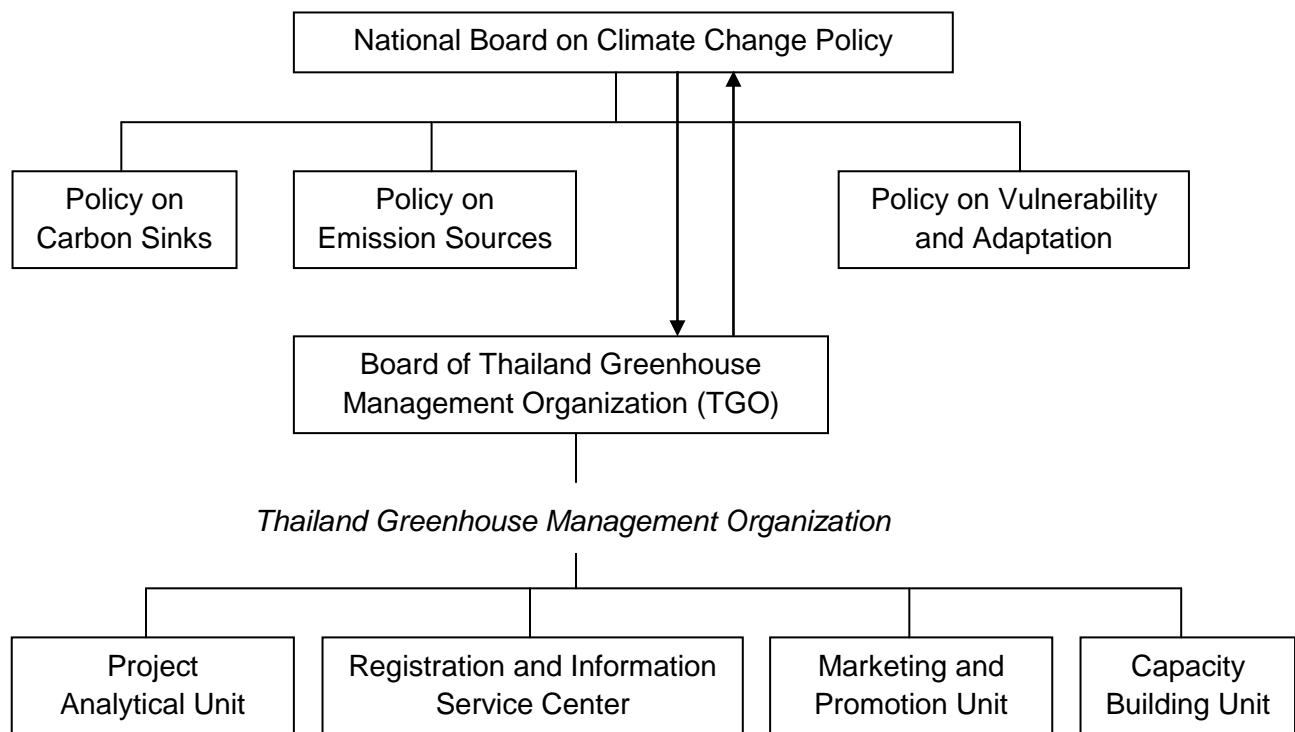 National Board on Climate Change Policy
Policy on
Carbon Sinks
Policy on
Emission Sources
Policy on Vulnerability
and Adaptation
Board of Thailand Greenhouse
Management Organization (TGO)
Thailand Greenhouse Management Organization
Project
Analytical Unit
Registration and Information
Service Center
Marketing and
Promotion Unit
Capacity
Building Unit